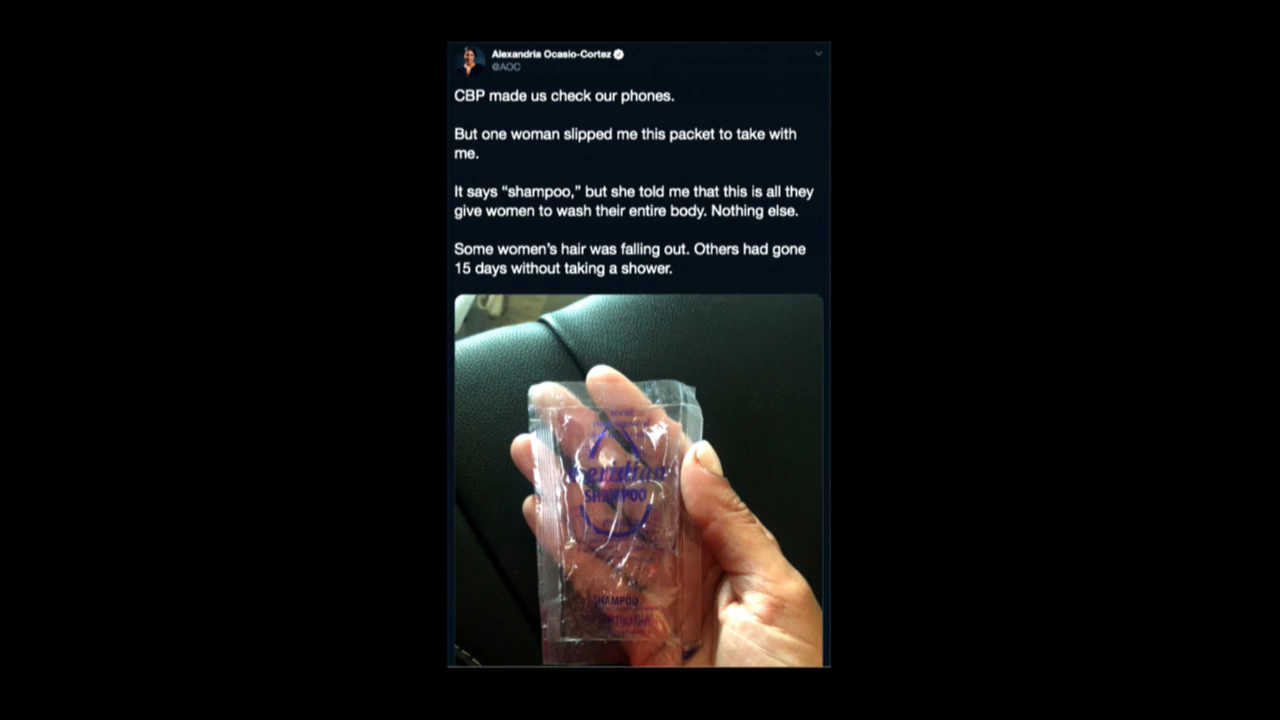 Alexandria Ocasio-Cortez
@AOC
CBP made us check our phones.
But one woman slipped me this packet to take with
me.
It says “shampoo,” but she told me that this is all they
give women to wash their entire body. Nothing else.
Some women's hair was falling out. Others had gone
15 days without taking a shower.
SHAMPOO
SHAMPOO